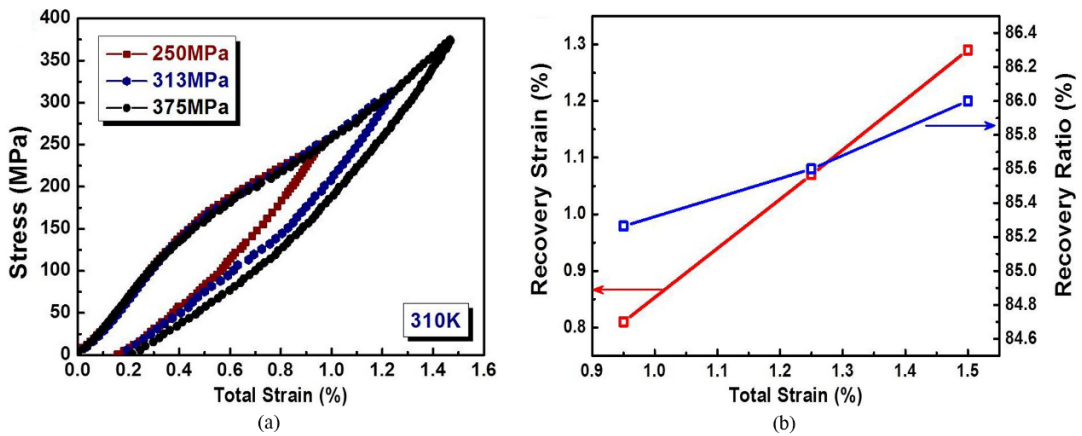 400
350
300
250
200
150
100
50
0
Stress (MPa)
250MPa
313MPa
375MPa
310K
0.0 0.2 0.4 0.6 0.8 1.0 1.2 1.4 1.6
Total Strain (%)
(a)
1.3
1.2
1.1
1.0
0.9
0.8
Recovery Strain (%)
86.4
86.2
86.0
85.8
85.6
85.4
85.2
85.0
84.8
84.6
Recovery Ratio (%)
0.9 1.0 1.1 1.2 1.3 1.4 1.5
Total Strain (%)
(b)